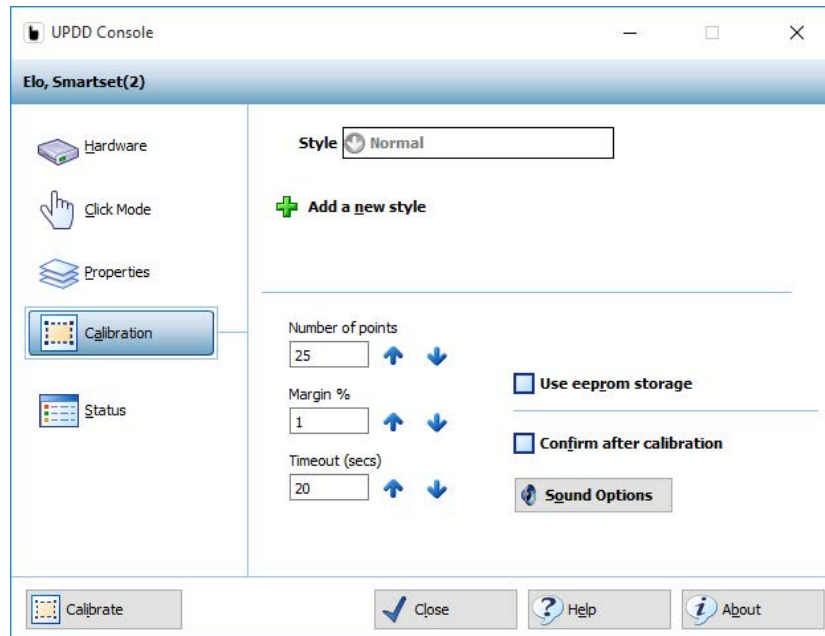 UPDD Console
Elo, Smartset(2)
Hardware
Click Mode
Properties
Calibration
Status
Style Normal
Add a new style
Number of points
25
Margin %
1
Timeout (secs)
20
Use eeprom storage
Confirm after calibration
Sound Options
Calibrate
Close
Help
About